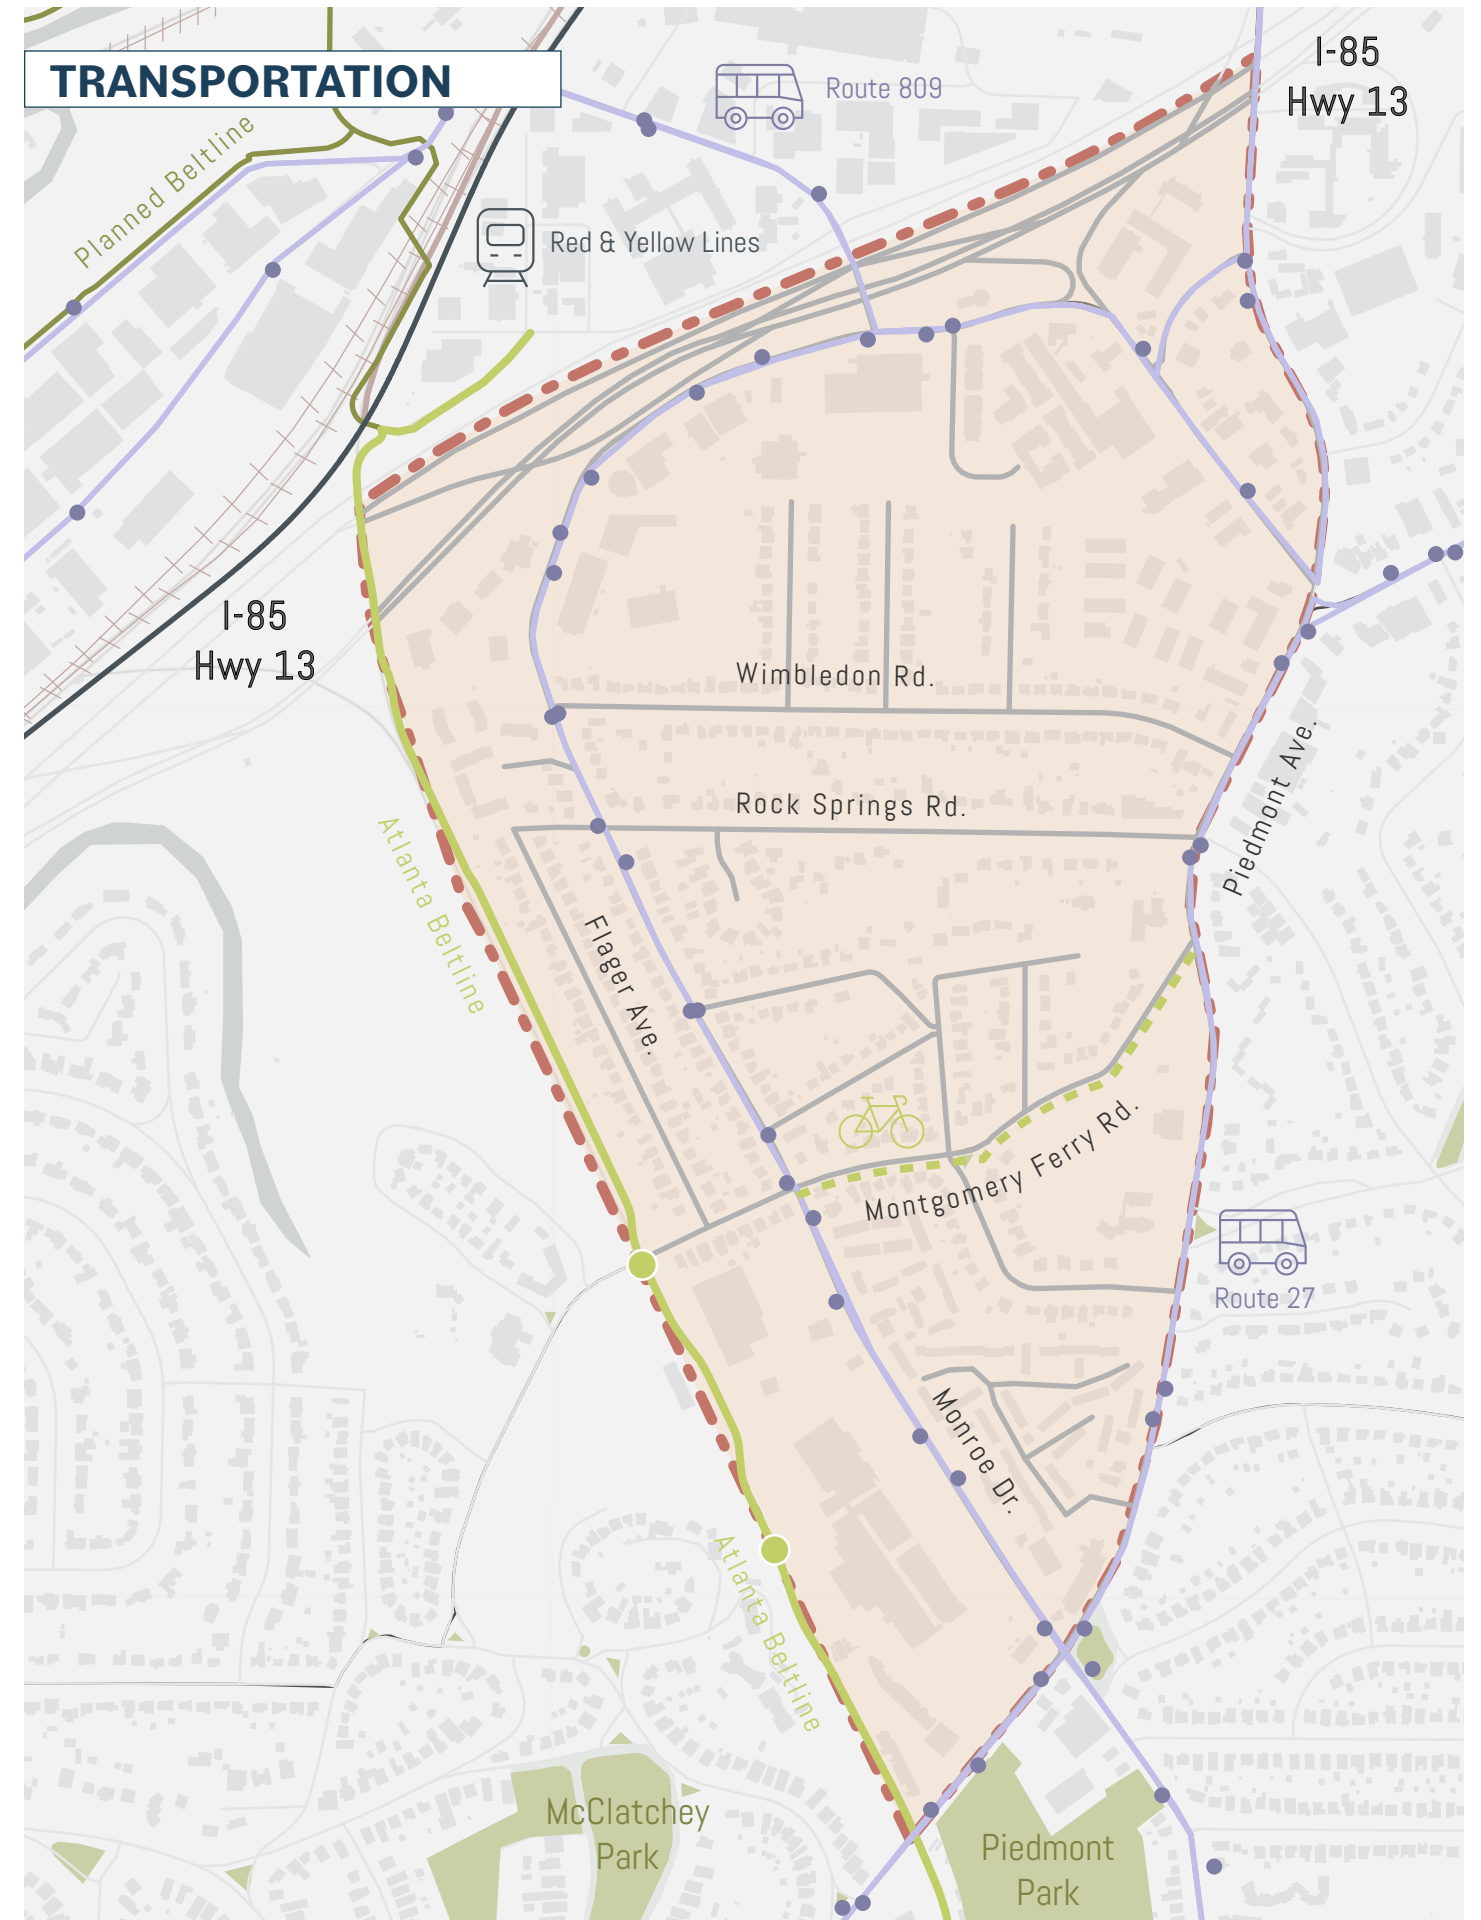 TRANSPORTATION
I-85
Hwy 13
Route 809
Planned Beltline
Red & Yellow Lines
I-85
Hwy 13
Wimbledon Rd.
Rock Springs Rd.
Piedmont Ave.
Atlanta Beltline
Flager Ave.
Montgomery Ferry Rd.
Route 27
Monroe Dr.
Atlanta Beltline
McClatchey
Park
Piedmont
Park